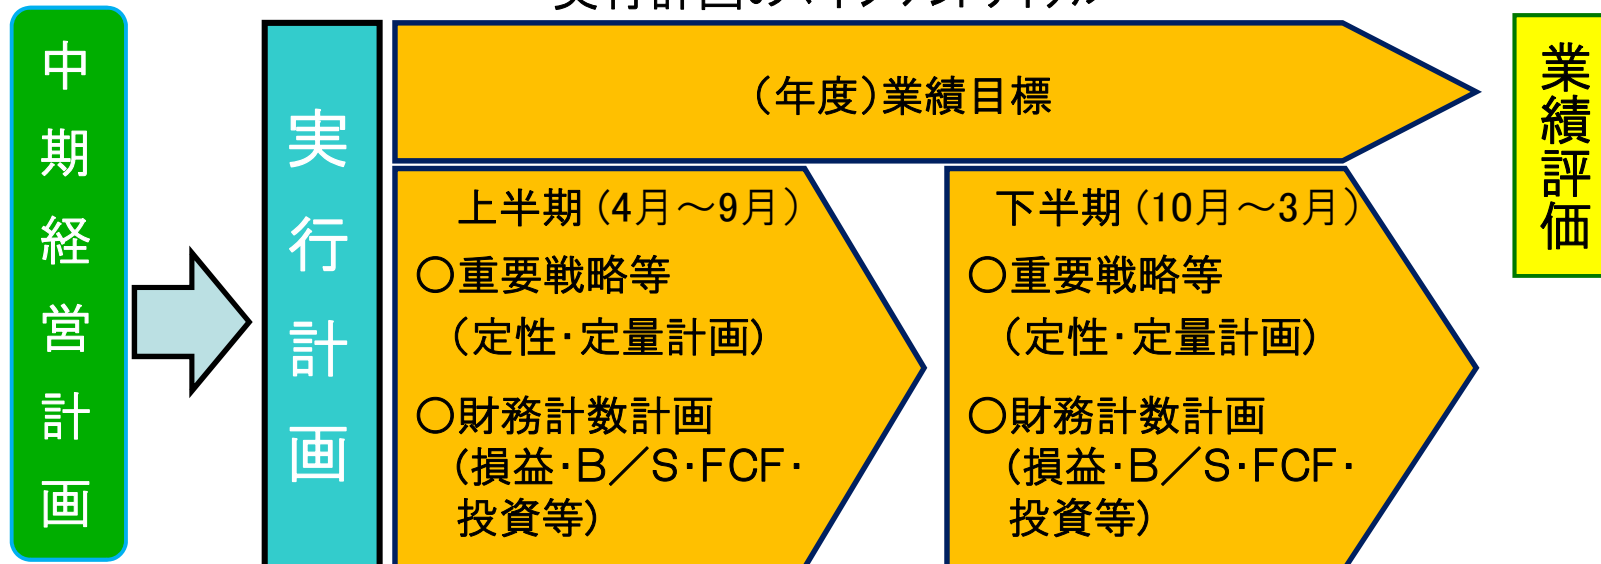 中期経営計画
実行計画
（年度）業績目標
上半期（4月～9月）
○重要戦略等
（定性・定量計画）
○財務計数計画
（損益・B／S・FCF・
投資等）
下半期（10月～3月）
○重要戦略等
（定性・定量計画）
○財務計数計画
（損益・B／S・FCF・
投資等）
業績評価